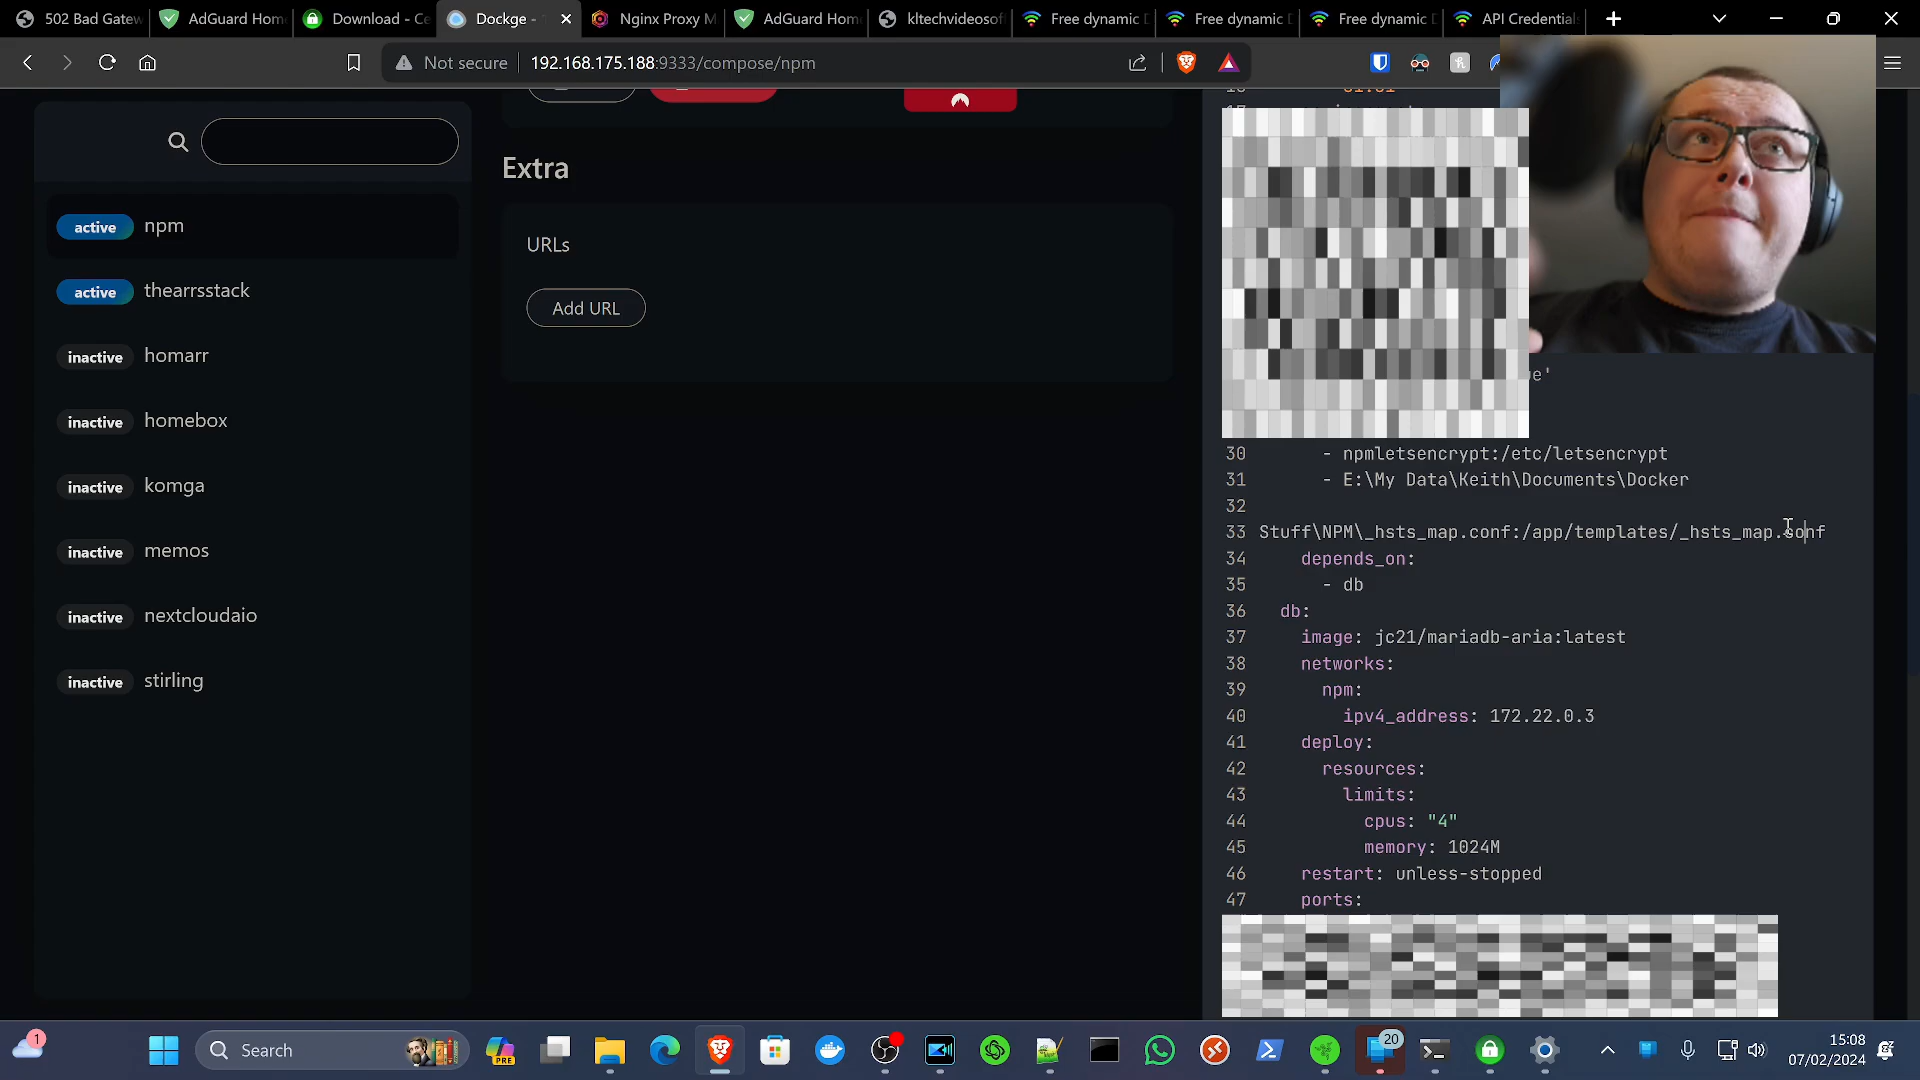 502 Bad Gatew
AdGuard Hom
Download - Ce
Dockge -
Nginx Proxy M
AdGuard Hom
kltechvideosof
Free dynamic D
Free dynamic D
Free dynamic D
API Credential
Not secure
192.168.175.188:9333/compose/npm
active npm
active thearrsstack
inactive homarr
inactive homebox
inactive komga
inactive memos
inactive nextcloudaio
inactive stirling
Extra
URLs
Add URL
ue'
30 - npmletsencrypt:/etc/letsencrypt
31 - E:\My Data\Keith\Documents\Docker
32
33 Stuff\NPM\_hsts_map.conf:/app/templates/_hsts_map.conf
34 depends_on:
35 - db
36 db:
37 image: jc21/mariadb-aria:latest
38 networks:
39 npm:
40 ipv4_address: 172.22.0.3
41 deploy:
42 resources:
43 limits:
44 cpus: "4"
45 memory: 1024M
46 restart: unless-stopped
47 ports:
1
Search
PRE
20
15:08
07/02/2024